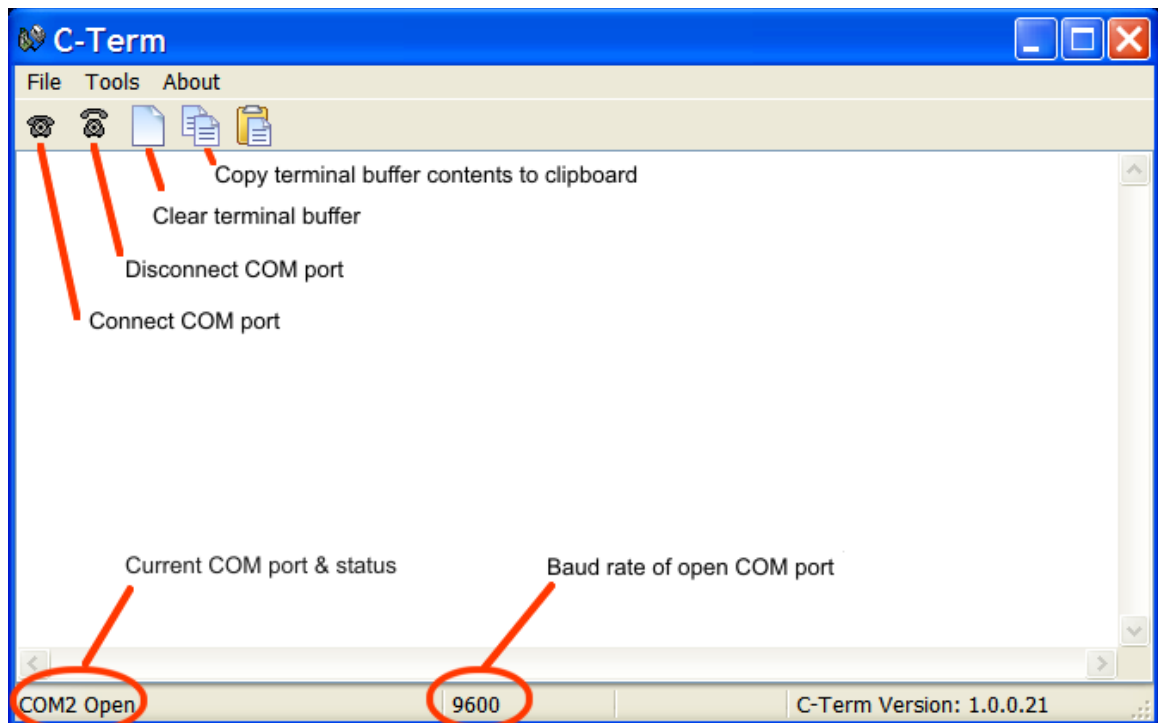 C-Term
File Tools About
Copy terminal buffer contents to clipboard
Clear terminal buffer
Disconnect COM port
Connect COM port
Current COM port & status
Baud rate of open COM port
COM2 Open
9600
C-Term Version: 1.0.0.21